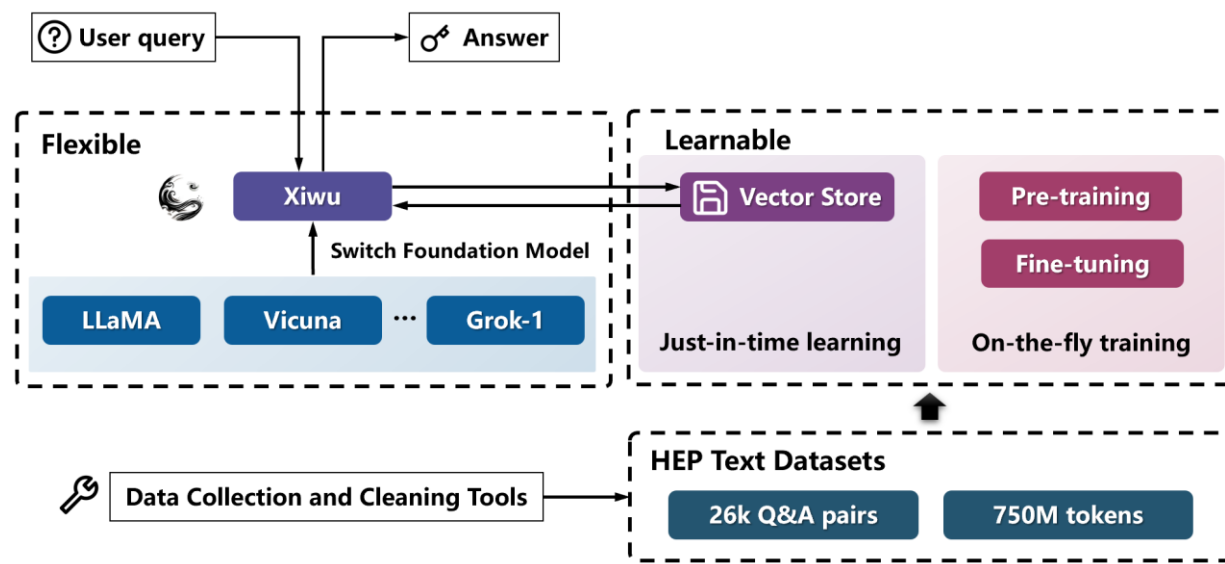 User query
Answer
Flexible
Xiwu
Switch Foundation Model
LLaMA
Vicuna
...
Grok-1
Learnable
Vector Store
Just-in-time learning
Pre-training
Fine-tuning
On-the-fly training
Data Collection and Cleaning Tools
HEP Text Datasets
26k Q&A pairs
750M tokens